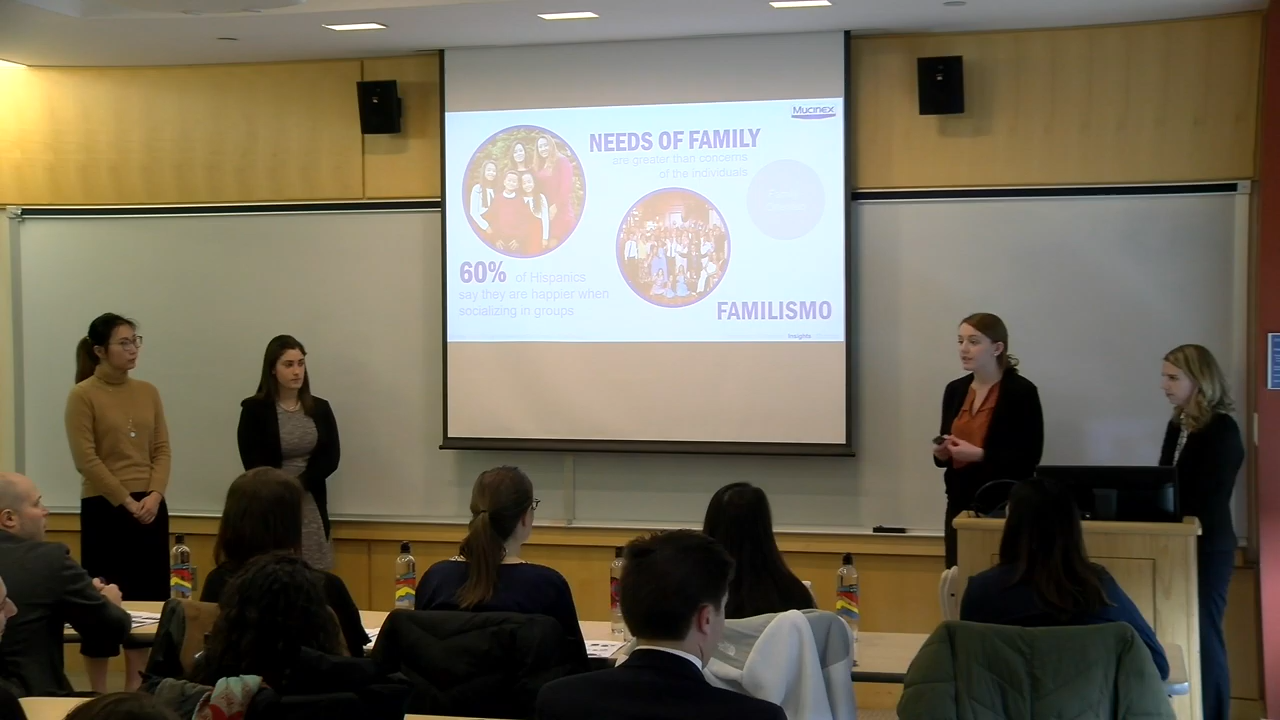 Mucinex
NEEDS OF FAMILY
are greater than concerns
of the individuals
60% of Hispanics
say they are happier when
socializing in groups
FAMILISMO
Insights